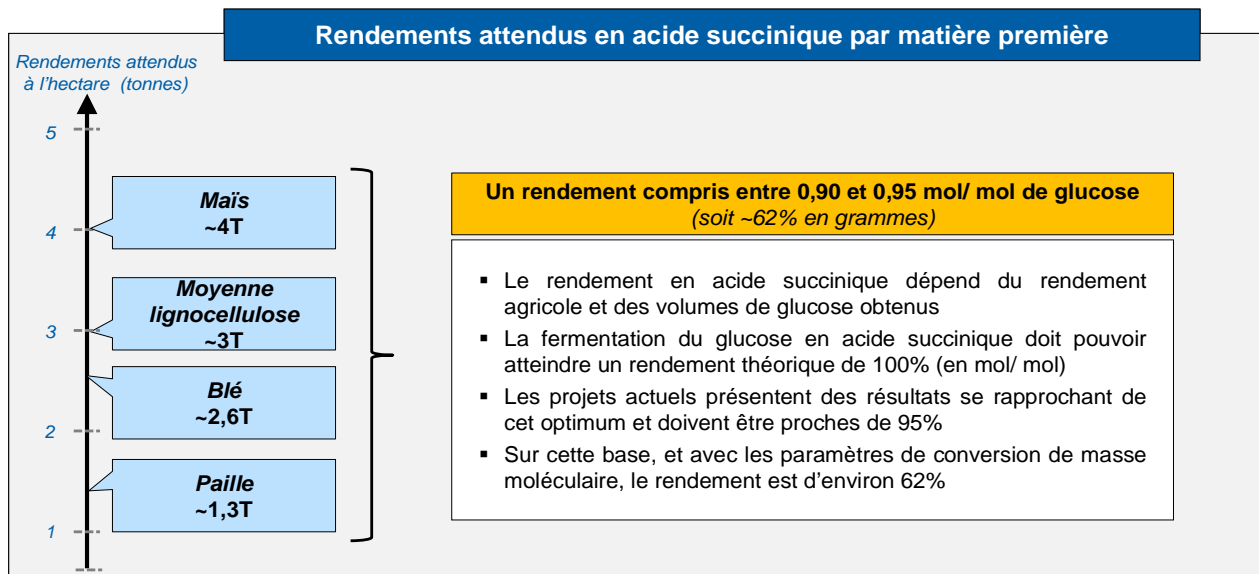 Rendements attendus en acide succinique par matière première
Rendements attendus
à l'hectare (tonnes)
5
4
3
2
1
Maïs
~4T
Moyenne
lignocellulose
~3T
Blé
~2,6T
Paille
~1,3T
Un rendement compris entre 0,90 et 0,95 mol/ mol de glucose
(soit ~62% en grammes)
▪ Le rendement en acide succinique dépend du rendement
agricole et des volumes de glucose obtenus
▪ La fermentation du glucose en acide succinique doit pouvoir
atteindre un rendement théorique de 100% (en mol/ mol)
▪ Les projets actuels présentent des résultats se rapprochant de
cet optimum et doivent être proches de 95%
▪ Sur cette base, et avec les paramètres de conversion de masse
moléculaire, le rendement est d'environ 62%